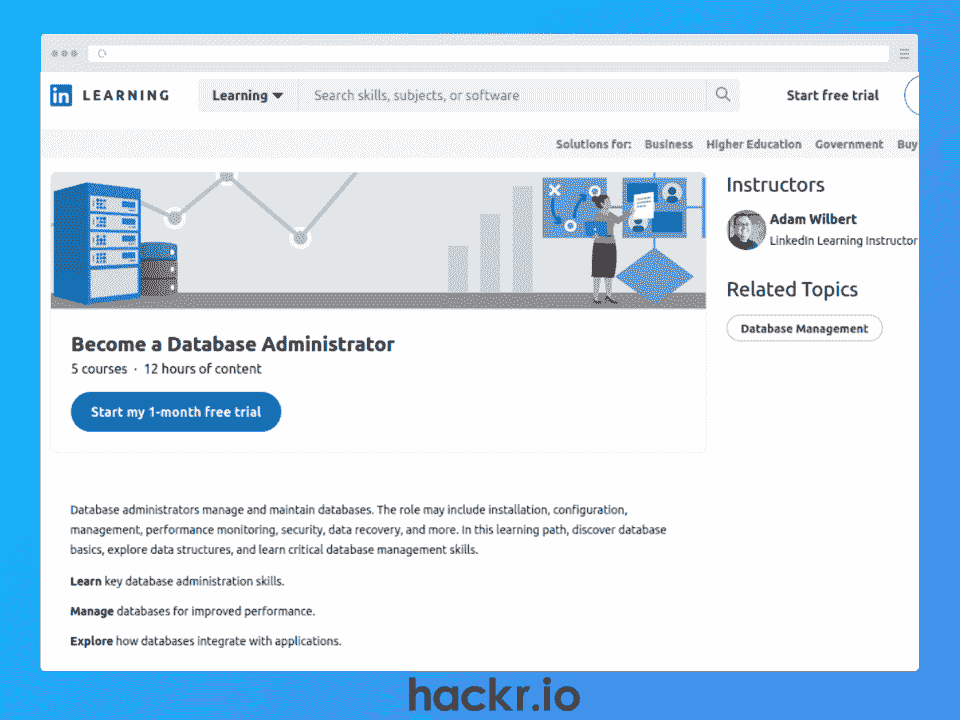 in LEARNING
Learning
Search skills, subjects, or software
Start free trial
Solutions for: Business Higher Education Government Buy
Instructors
Adam Wilbert
LinkedIn Learning Instructor
Related Topics
Database Management
Become a Database Administrator
5 courses · 12 hours of content
Start my 1-month free trial
Database administrators manage and maintain databases. The role may include installation, configuration,
management, performance monitoring, security, data recovery, and more. In this learning path, discover database
basics, explore data structures, and learn critical database management skills.
Learn key database administration skills.
Manage databases for improved performance.
Explore how databases integrate with applications.
hackr.io